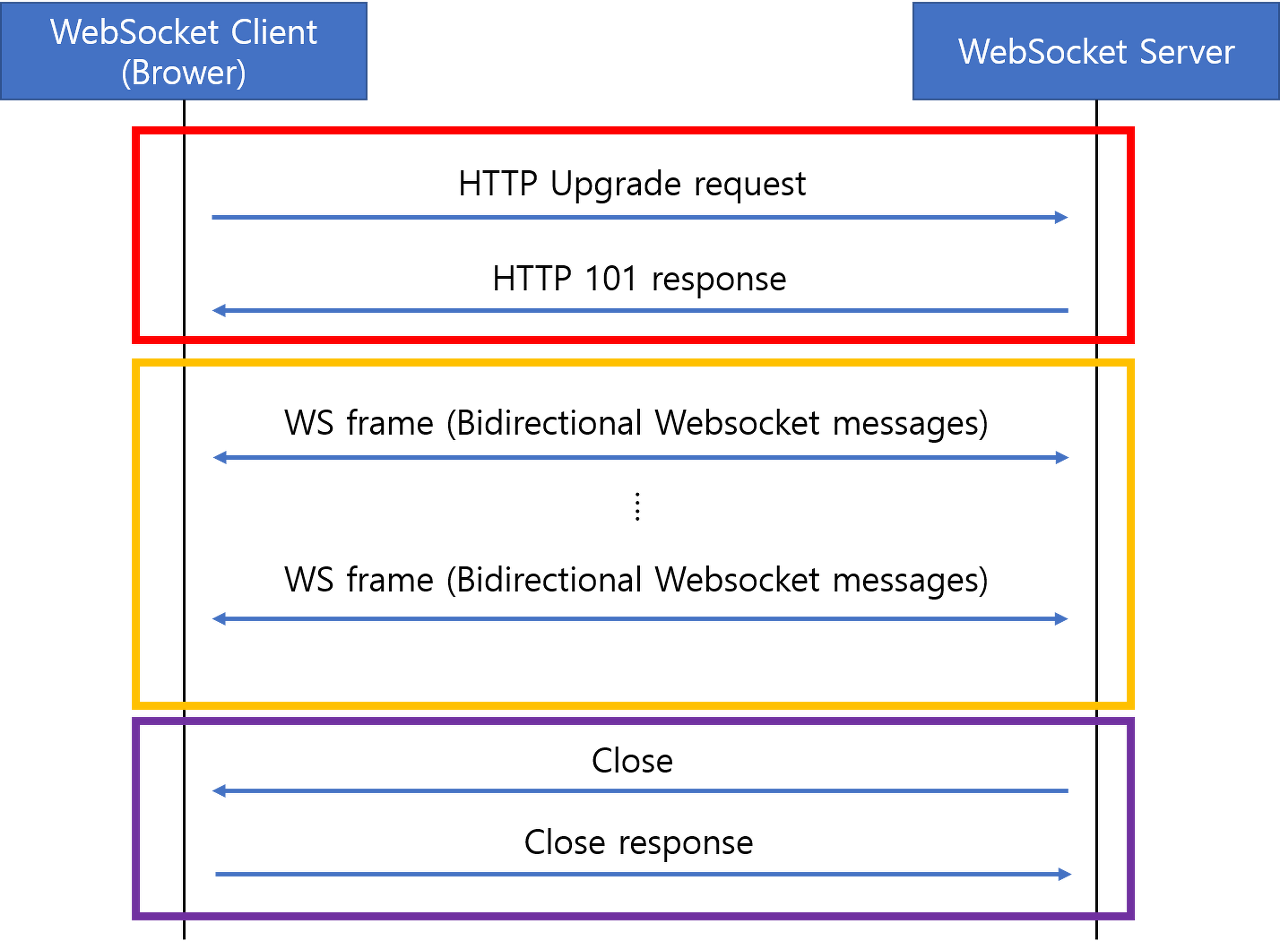 WebSocket Client
(Brower)
WebSocket Server
HTTP Upgrade request
HTTP 101 response
WS frame (Bidirectional Websocket messages)
WS frame (Bidirectional Websocket messages)
Close
Close response